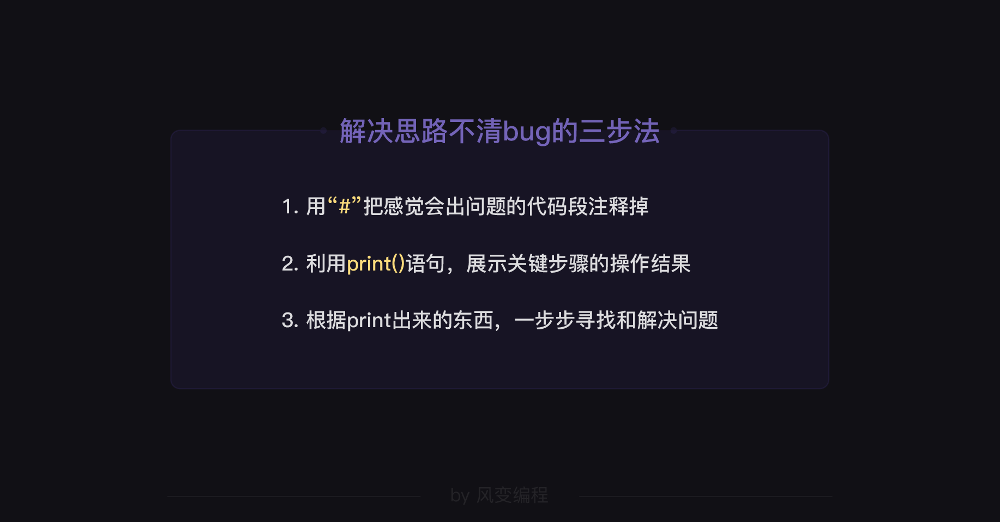 解决思路不清bug的三步法
1. 用“#”把感觉会出问题的代码段注释掉
2. 利用print()语句，展示关键步骤的操作结果
3. 根据print出来的东西，一步步寻找和解决问题
by 风变编程